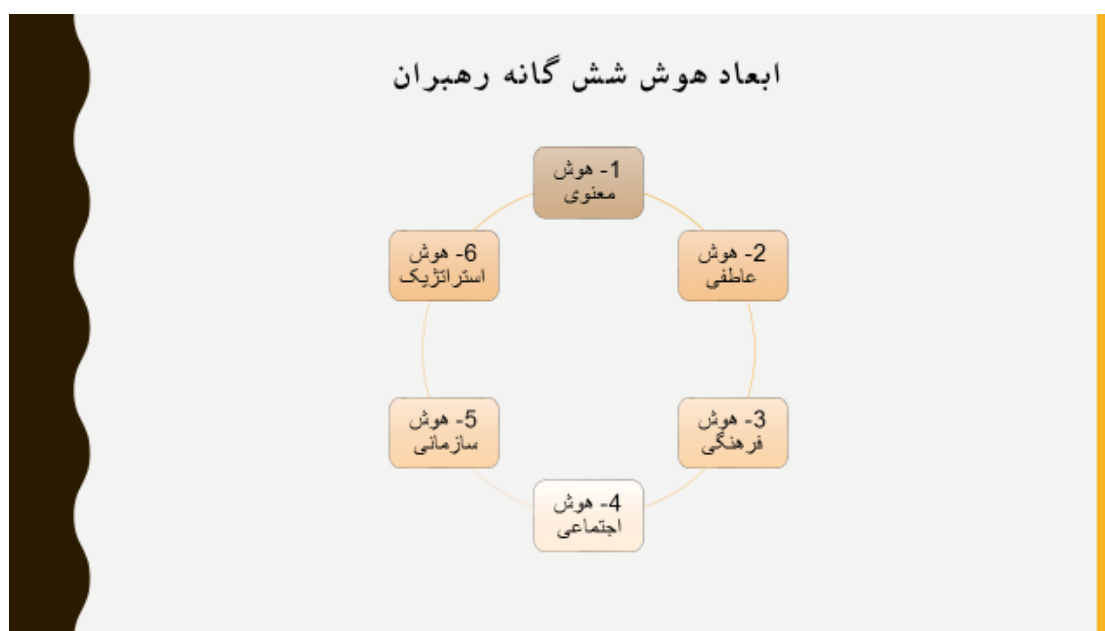 ابعاد هوش شش گانه رهبران
1- هوش
معنوی
2- هوش
عاطفی
3- هوش
فرهنگی
4- هوش
اجتماعی
5- هوش
سازمانی
6- هوش
استراتژیک